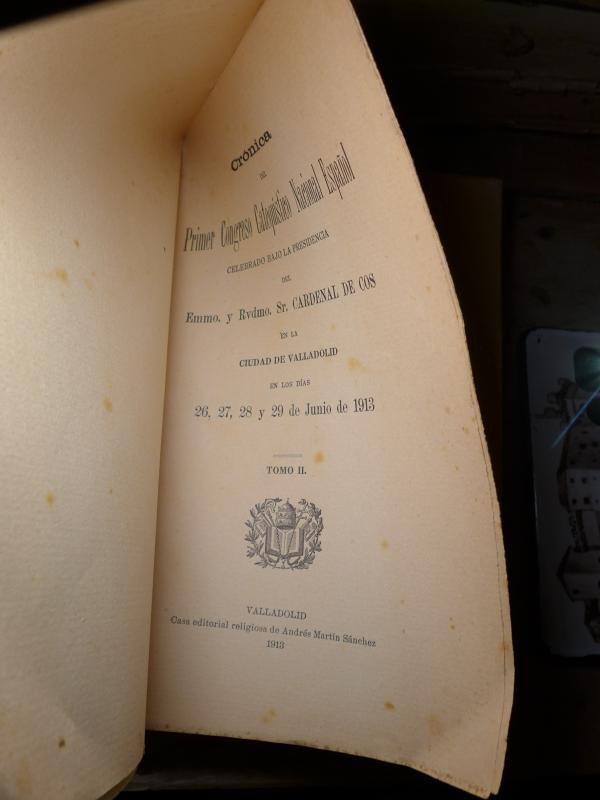 Crónica
DEL
Primer Congreso Catequístico Nacional Español
CELEBRADO BAJO LA PRESIDENCIA
DEL
Emmo. y Rvdmo. Sr. CARDENAL DE COS
EN LA
CIUDAD DE VALLADOLID
EN LOS DÍAS
26, 27, 28 y 29 de Junio de 1913
TOMO II.
VALLADOLID
Casa editorial religiosa de Andrés Martín Sánchez
1913